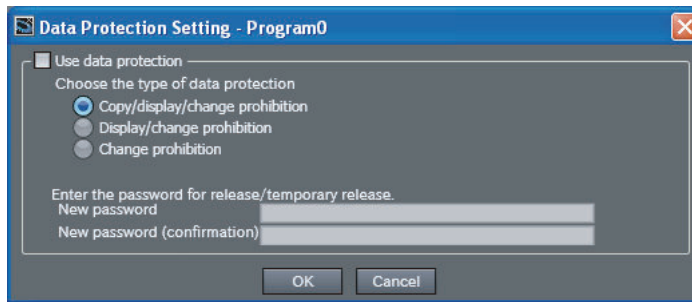 Data Protection Setting - Program0
Use data protection
Choose the type of data protection
Copy/display/change prohibition
Display/change prohibition
Change prohibition
Enter the password for release/temporary release.
New password
New password (confirmation)
OK Cancel